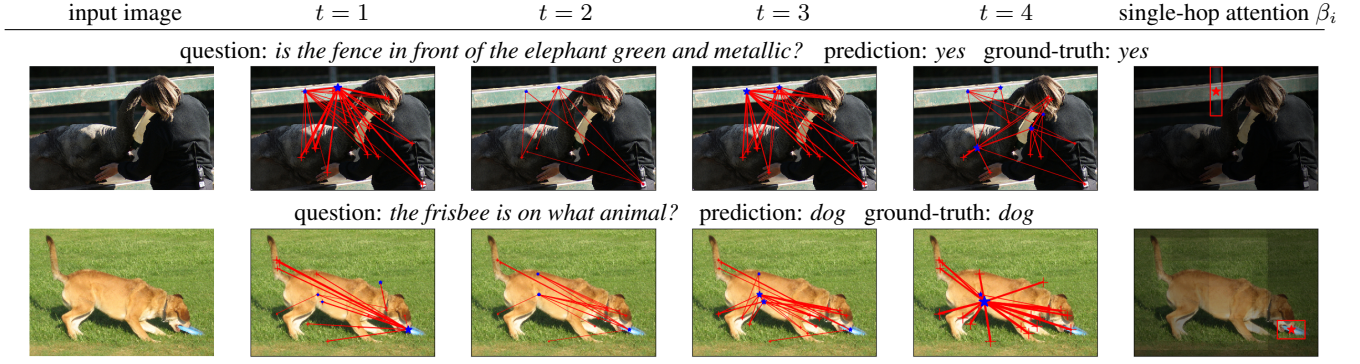 input image t = 1 t = 2 t = 3 t = 4 single-hop attention βᵢ
question: is the fence in front of the elephant green and metallic? prediction: yes ground-truth: yes
question: the frisbee is on what animal? prediction: dog ground-truth: dog